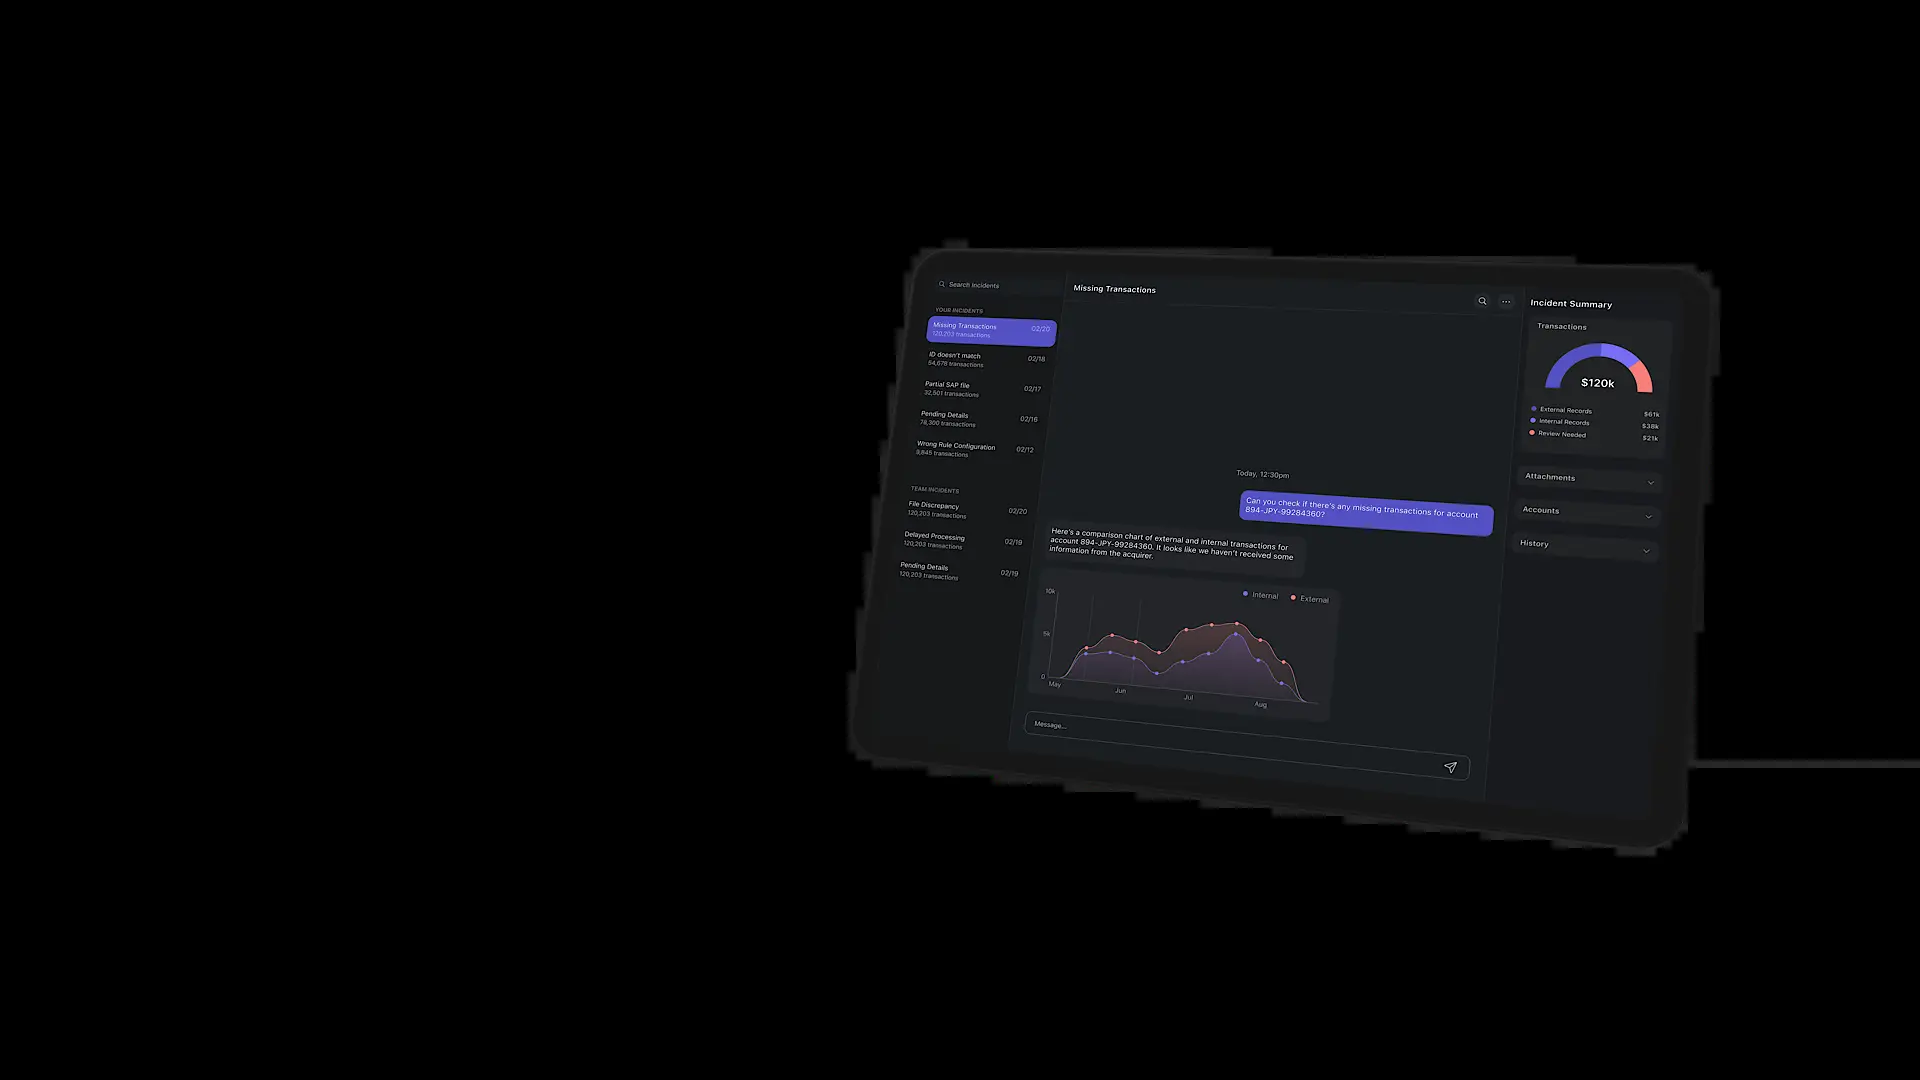 Search Incidents
YOUR INCIDENTS
Missing Transactions 02/20
120,203 transactions
ID doesn't match 02/18
54,678 transactions
Partial SAP file 02/17
32,501 transactions
Pending Details 02/16
78,300 transactions
Wrong Rule Configuration 02/12
9,845 transactions
TEAM INCIDENTS
File Discrepancy 02/20
120,203 transactions
Delayed Processing 02/19
120,203 transactions
Pending Details 02/19
120,203 transactions
Missing Transactions
Today, 12:30pm
Can you check if there's any missing transactions for account
894-JPY-99284360?
Here's a comparison chart of external and internal transactions for
account 894-JPY-99284360. It looks like we haven't received some
information from the acquirer.
Internal External
10k
5k
0
May Jun Jul Aug
Message...
Incident Summary
Transactions
$120k
External Records $61k
Internal Records $38k
Review Needed $21k
Attachments
Accounts
History